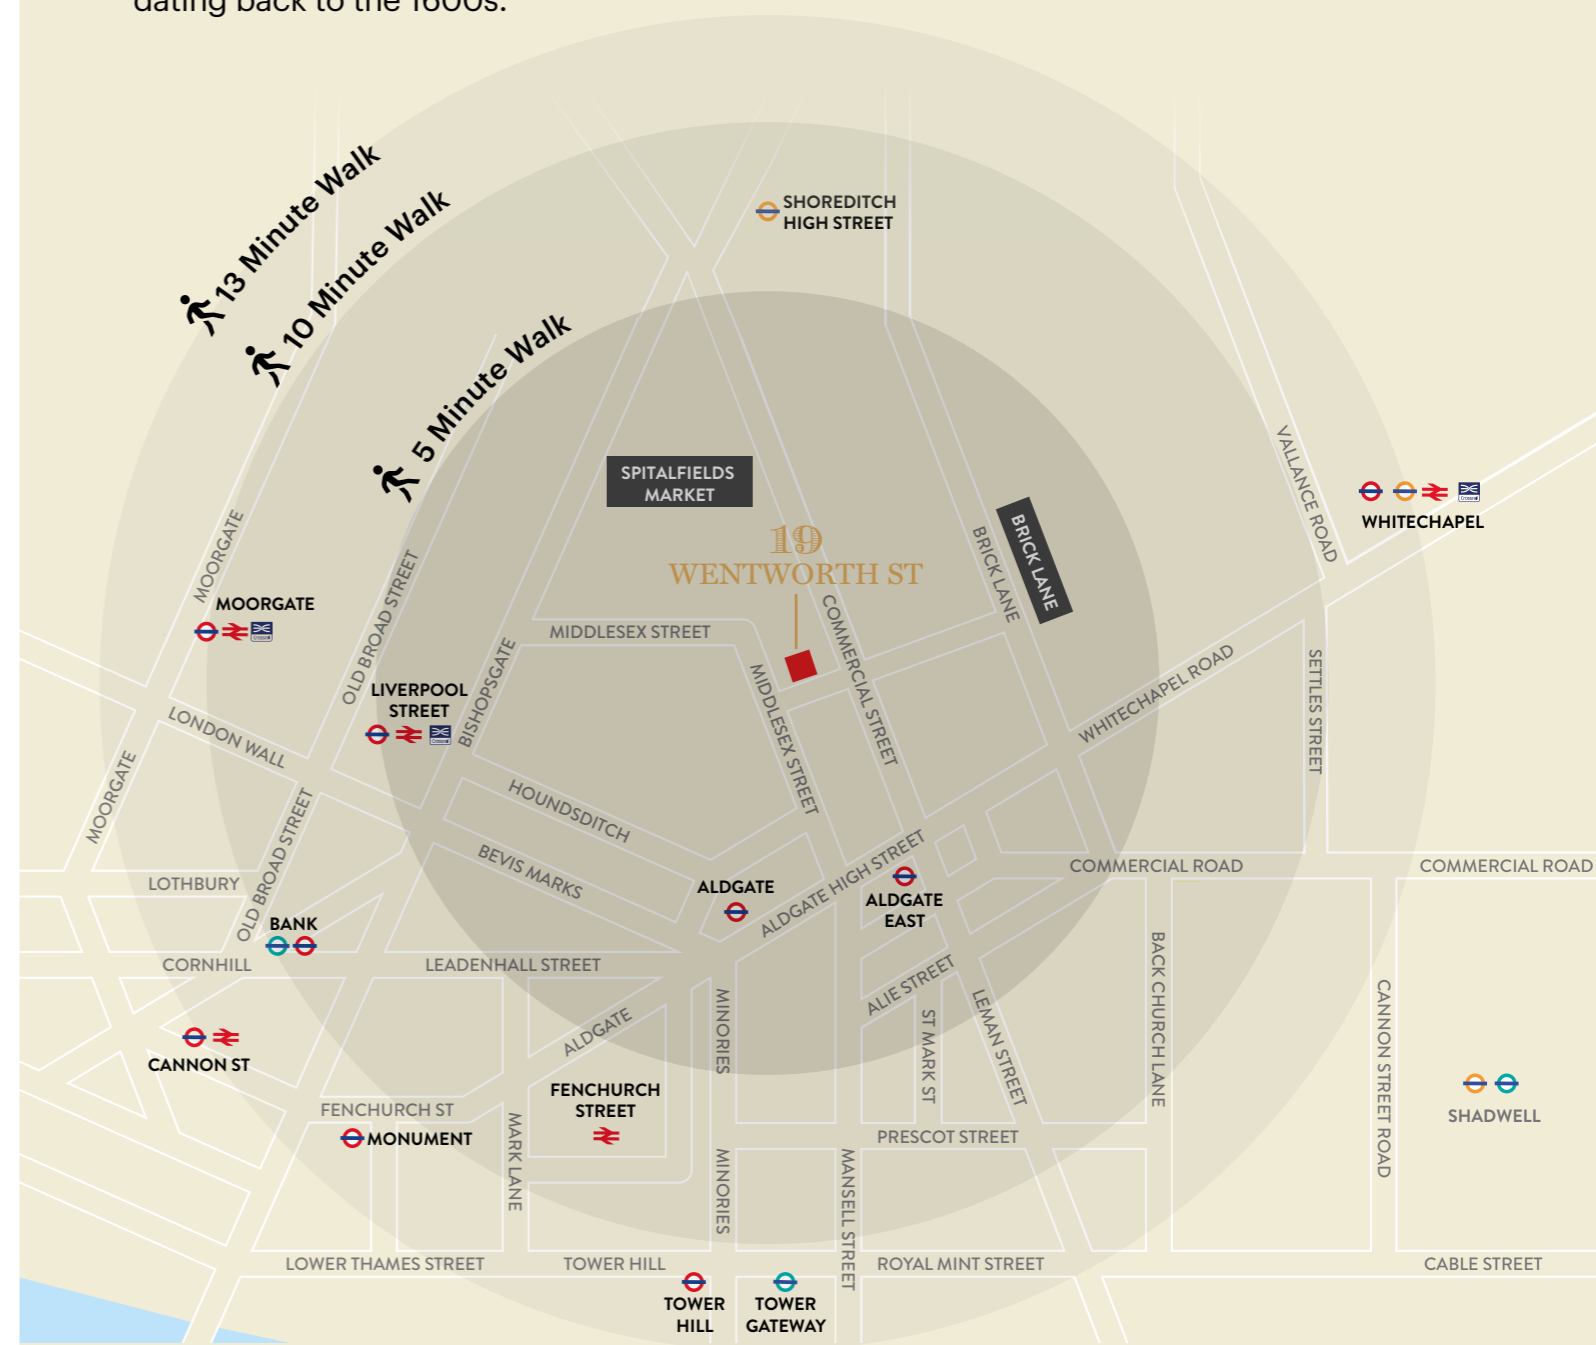 dating back to the 1600s.
13 Minute Walk
10 Minute Walk
5 Minute Walk
SHOREDITCH
HIGH STREET
SPITALFIELDS
MARKET
19
WENTWORTH ST
BRICK LANE
BRICK LANE
VALLANCE ROAD
WHITECHAPEL
MOORGATE
MOORGATE
OLD BROAD STREET
MIDDLESEX STREET
COMMERCIAL STREET
LIVERPOOL
STREET
BISHOPSGATE
MIDDLESEX STREET
WHITECHAPEL ROAD
SETTLES STREET
LONDON WALL
MOORGATE
HOUNDSDITCH
OLD BROAD STREET
BEVIS MARKS
ALDGATE HIGH STREET
COMMERCIAL ROAD
COMMERCIAL ROAD
LOTHBURY
ALDGATE
ALDGATE
EAST
BANK
CORNHILL
LEADENHALL STREET
ALIE STREET
BACK CHURCH LANE
MINORIES
ALDGATE
ST MARK ST
LEMAN STREET
CANNON STREET ROAD
CANNON ST
FENCHURCH
STREET
FENCHURCH ST
MONUMENT
MARK LANE
SHADWELL
PRESCOT STREET
MINORIES
MANSELL STREET
LOWER THAMES STREET
TOWER HILL
ROYAL MINT STREET
CABLE STREET
TOWER
HILL
TOWER
GATEWAY